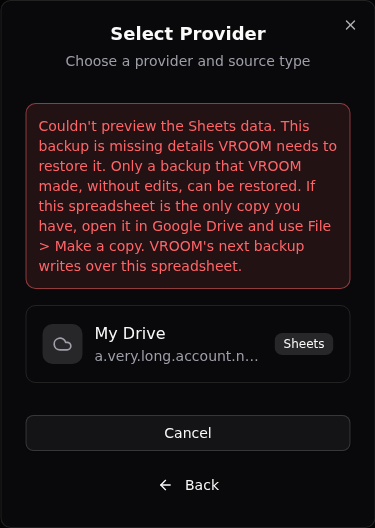 Select Provider
Choose a provider and source type
Couldn't preview the Sheets data. This
backup is missing details VROOM needs to
restore it. Only a backup that VROOM
made, without edits, can be restored. If
this spreadsheet is the only copy you
have, open it in Google Drive and use File
> Make a copy. VROOM's next backup
writes over this spreadsheet.
My Drive
a.very.long.account.n...
Sheets
Cancel
Back